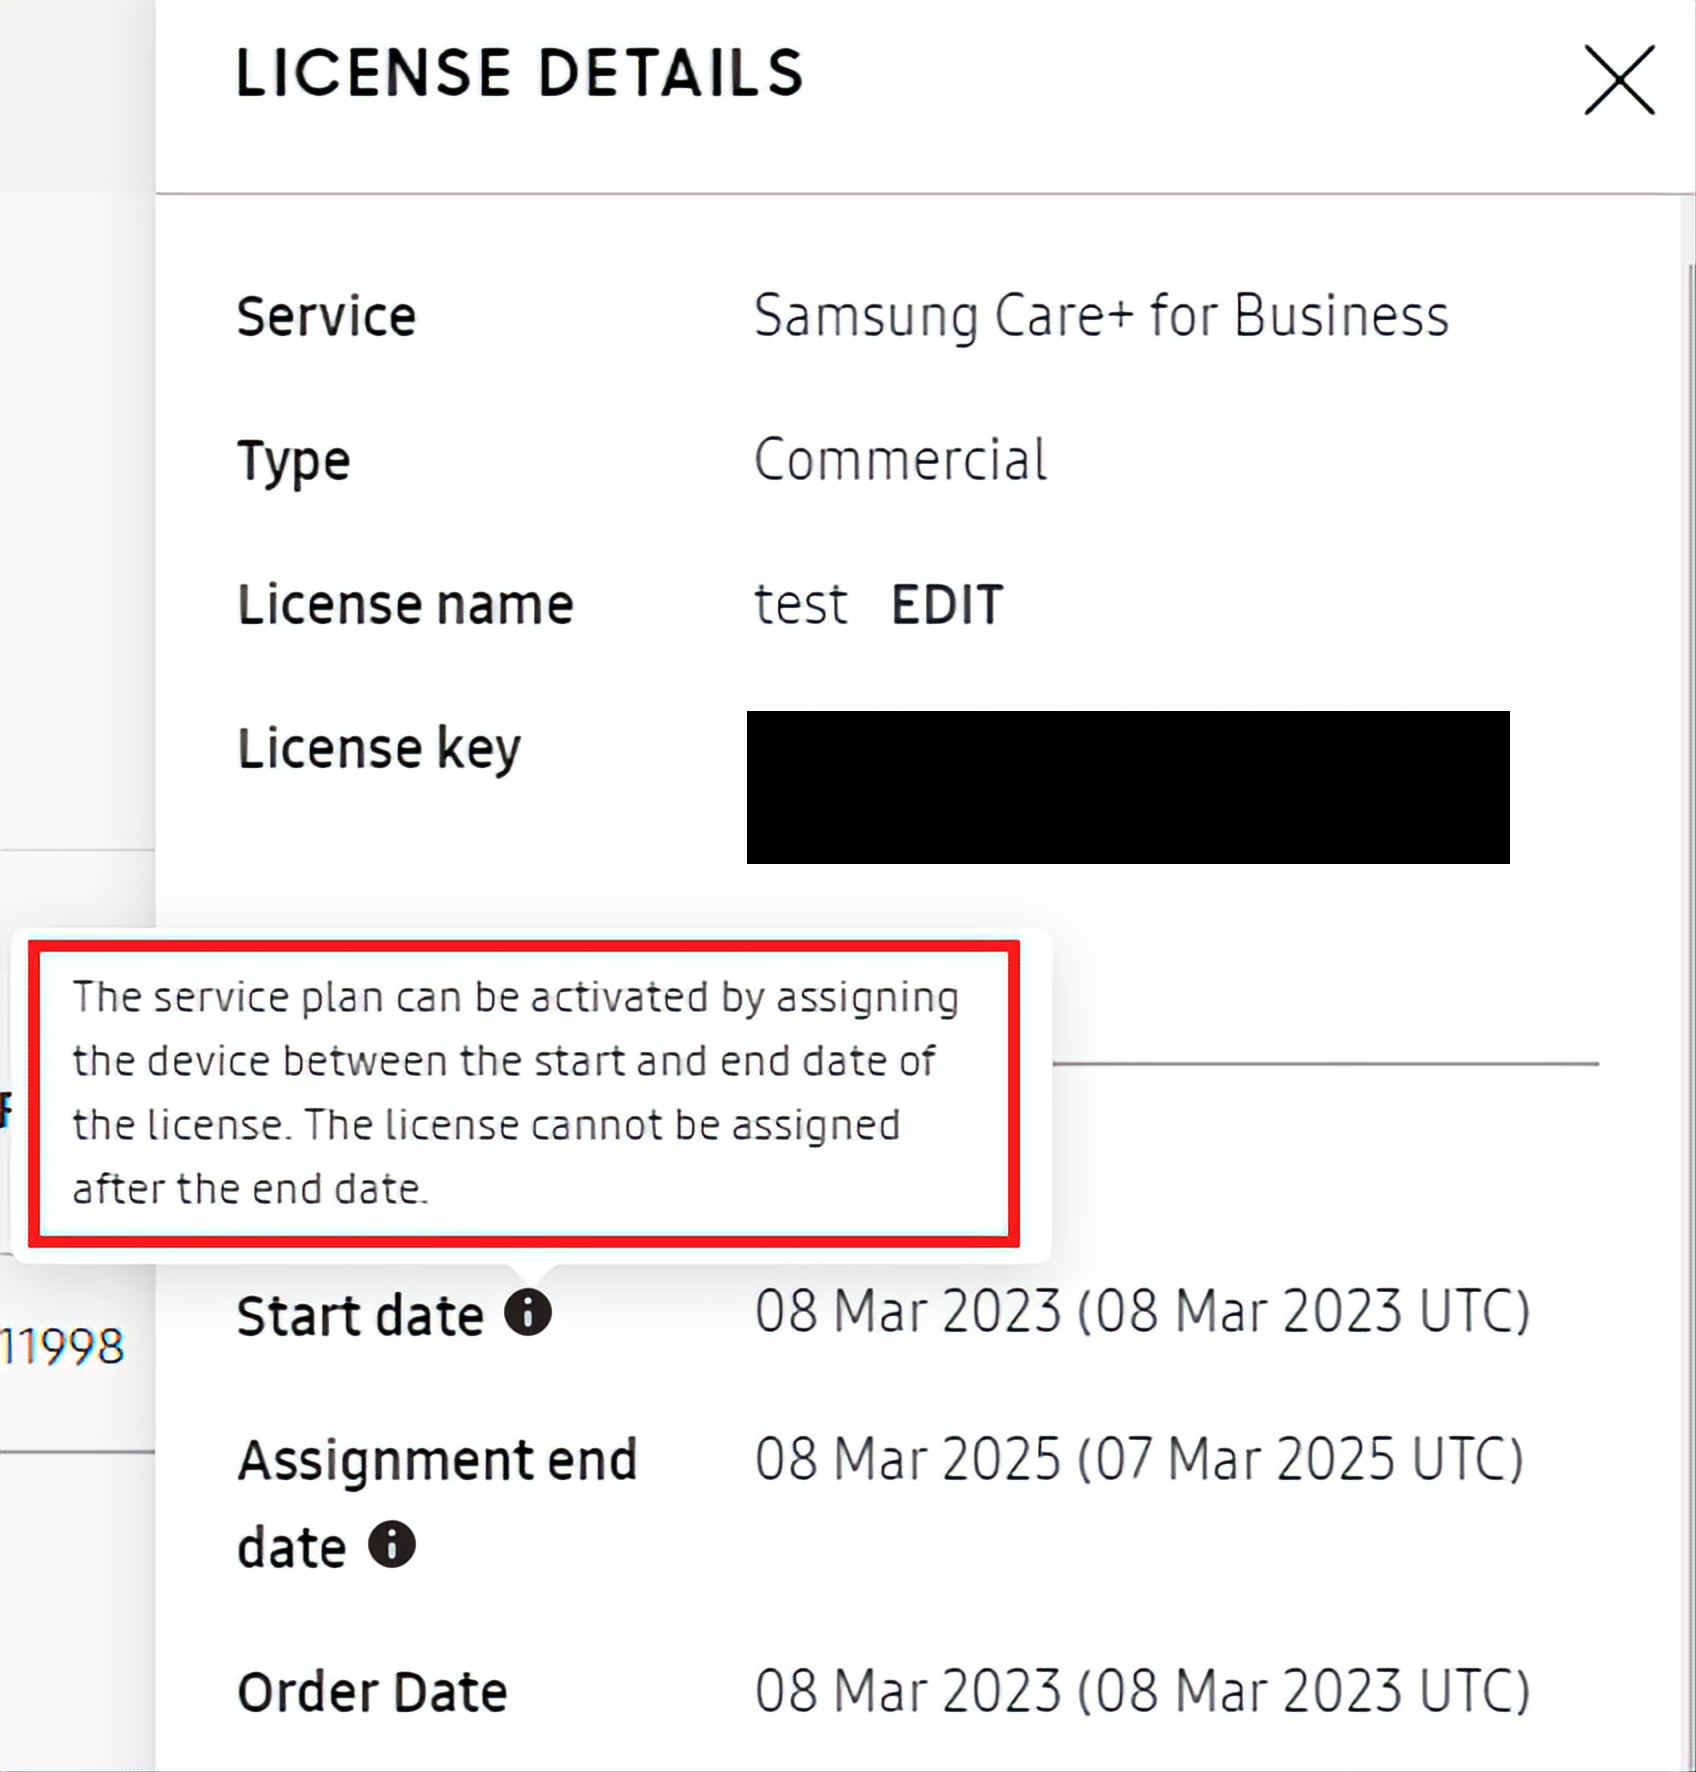 LICENSE DETAILS
Service Samsung Care+ for Business
Type Commercial
License name test EDIT
License key
The service plan can be activated by assigning
the device between the start and end date of
the license. The license cannot be assigned
after the end date.
Start date 08 Mar 2023 (08 Mar 2023 UTC)
11998
Assignment end 08 Mar 2025 (07 Mar 2025 UTC)
date
Order Date 08 Mar 2023 (08 Mar 2023 UTC)